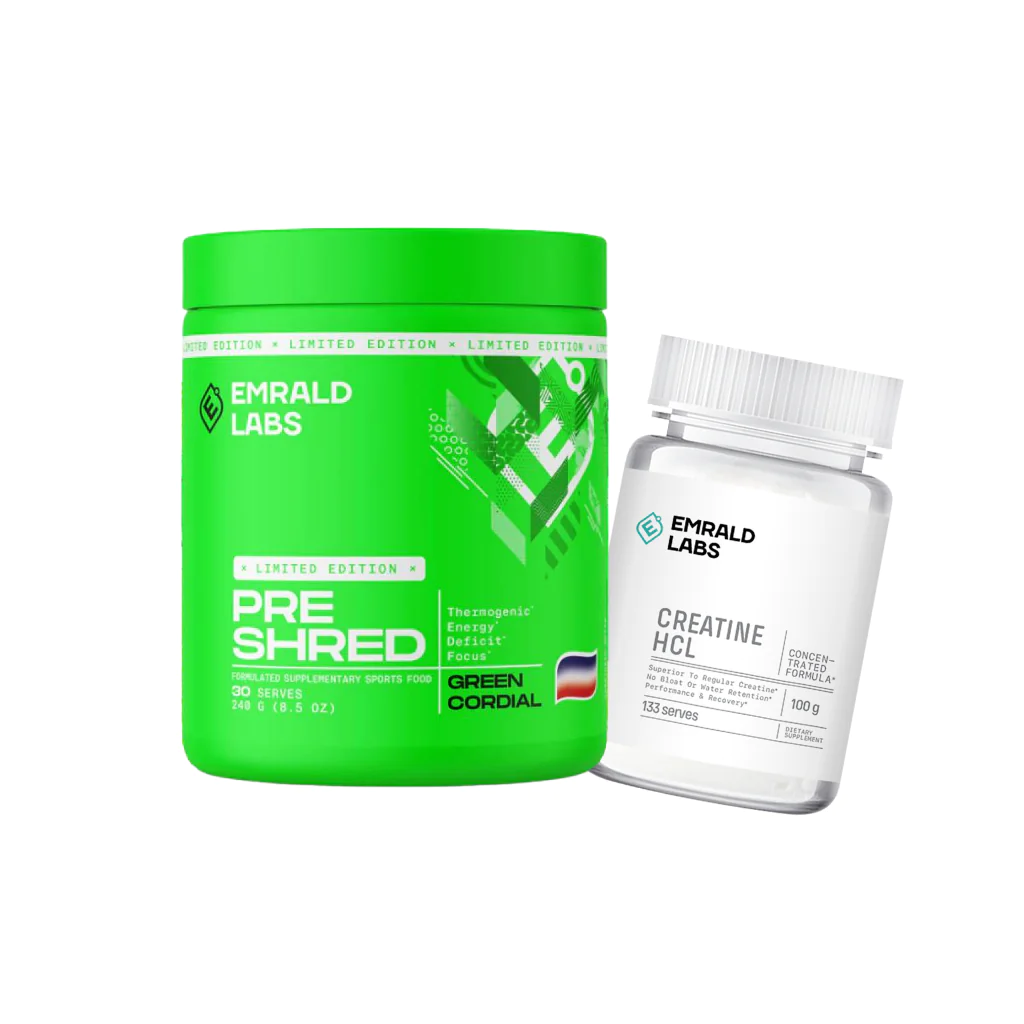 LIMITED EDITION × LIMITED EDITION × LIMITED EDITION ×
EMRALD
LABS
× LIMITED EDITION ×
PRE
SHRED
Thermogenic*
Energy*
Deficit*
Focus*
FORMULATED SUPPLEMENTARY SPORTS FOOD
30 SERVES
240 G (8.5 OZ)
GREEN
CORDIAL
EMRALD
LABS
CREATINE
HCL
CONCEN-
TRATED
FORMULA*
Superior To Regular Creatine*
No Bloat Or Water Retention*
Performance & Recovery*
100 g
133 serves
DIETARY
SUPPLEMENT